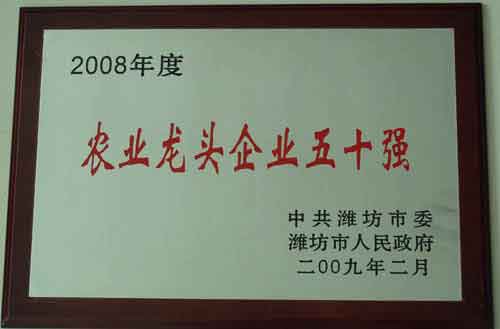 2008年度
农业龙头企业五十强
中共潍坊市委
潍坊市人民政府
二00九年二月